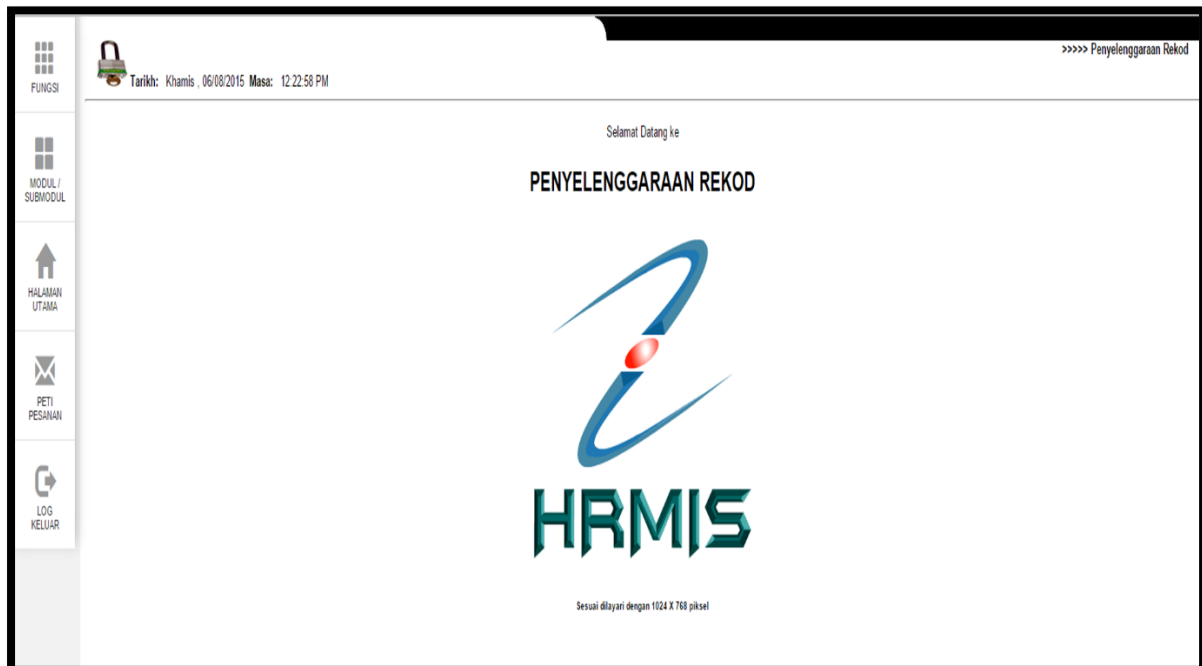 >>>>> Penyelenggaraan Rekod
Tarikh: Khamis , 06/08/2015 Masa: 12:22:58 PM
FUNGSI
MODUL /
SUBMODUL
HALAMAN
UTAMA
PETI
PESANAN
LOG
KELUAR
Selamat Datang ke
PENYELENGGARAAN REKOD
HRMIS
Sesuai dilayari dengan 1024 X 768 piksel